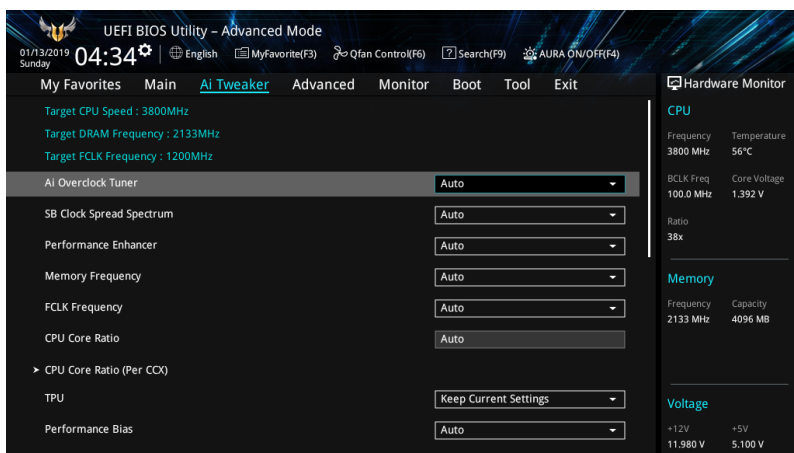 UEFI BIOS Utility – Advanced Mode
01/13/2019
Sunday
04:34
English
MyFavorite(F3)
Qfan Control(F6)
? Search(F9)
AURA ON/OFF(F4)
My Favorites Main Ai Tweaker Advanced Monitor Boot Tool Exit
Target CPU Speed : 3800MHz
Target DRAM Frequency : 2133MHz
Target FCLK Frequency : 1200MHz
Ai Overclock Tuner Auto
SB Clock Spread Spectrum Auto
Performance Enhancer Auto
Memory Frequency Auto
FCLK Frequency Auto
CPU Core Ratio Auto
CPU Core Ratio (Per CCX)
TPU Keep Current Settings
Performance Bias Auto
Hardware Monitor
CPU
Frequency Temperature
3800 MHz 56°C
BCLK Freq Core Voltage
100.0 MHz 1.392 V
Ratio
38x
Memory
Frequency Capacity
2133 MHz 4096 MB
Voltage
+12V +5V
11.980 V 5.100 V